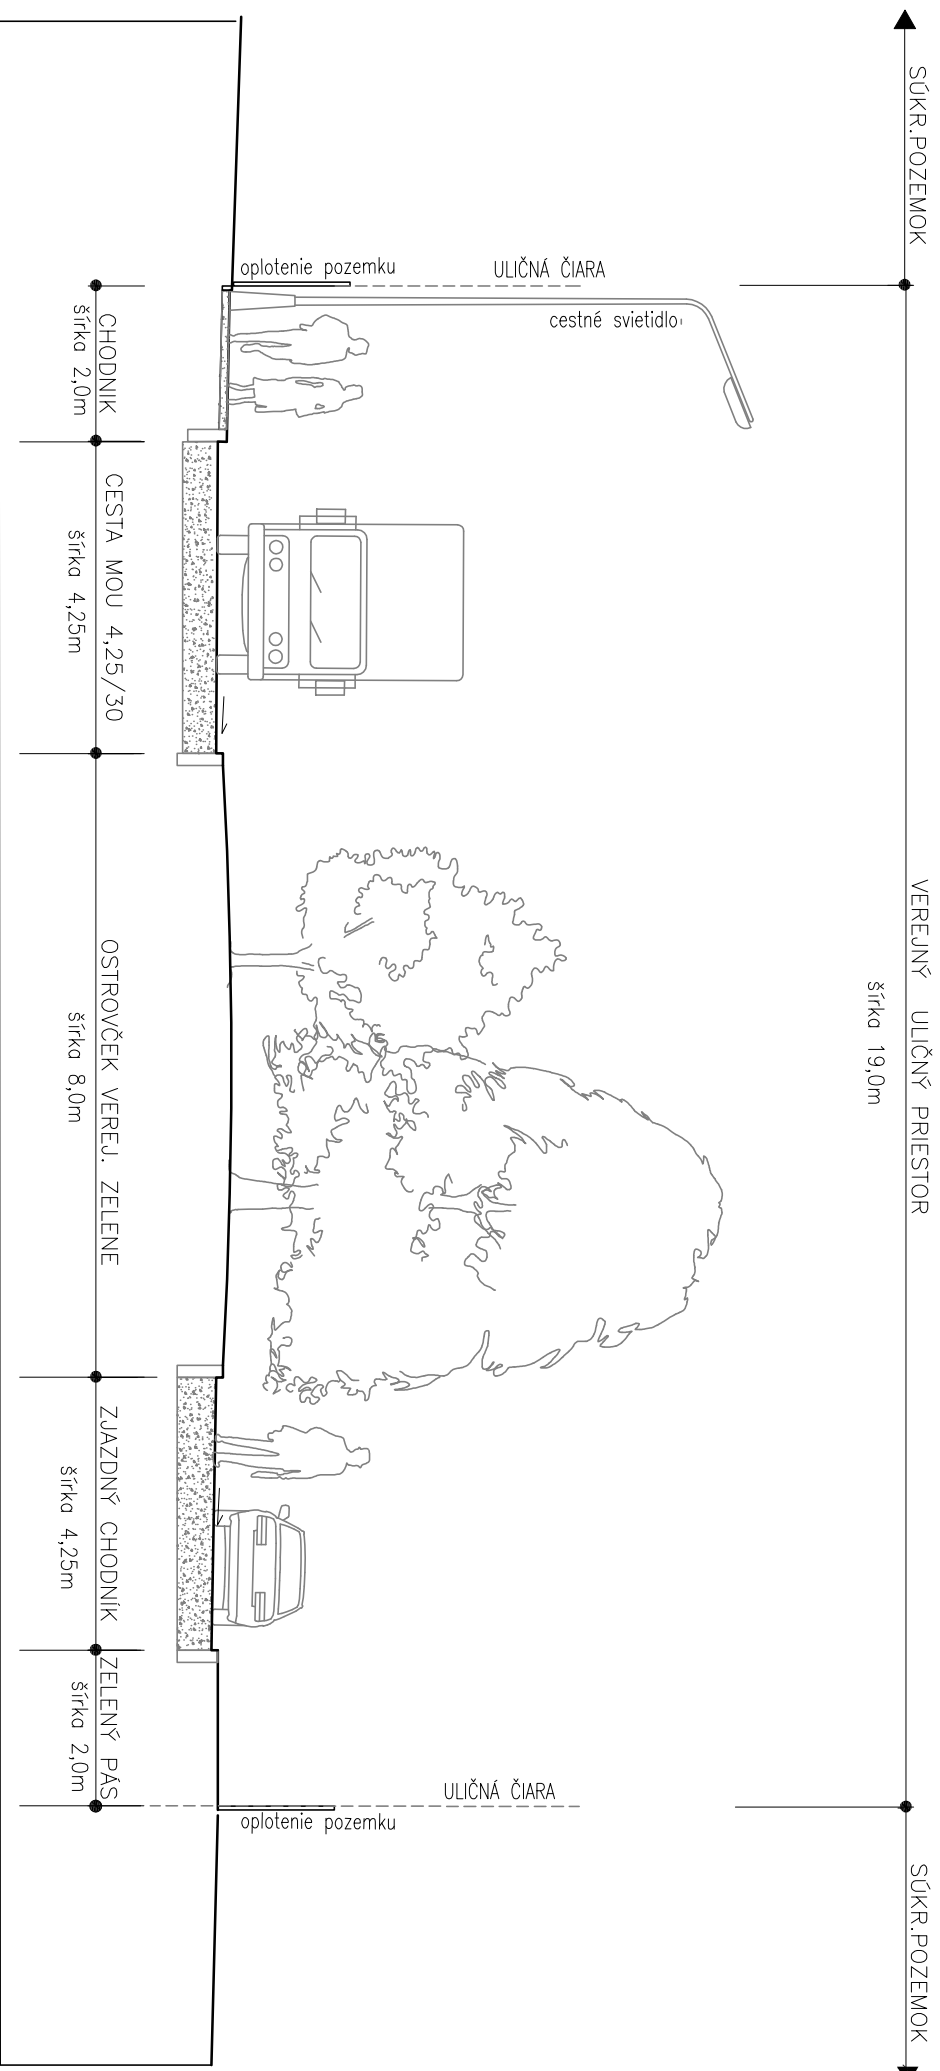 SÚKR.POZEMOK
VEREJNÝ ULIČNÝ PRIESTOR
šírka 19,0m
SÚKR.POZEMOK
oplotenie pozemku
ULIČNÁ ČIARA
cestné svietidlo
ULIČNÁ ČIARA
oplotenie pozemku
CHODNIK
šírka 2,0m
CESTA MOU 4,25/30
šírka 4,25m
OSTROVČEK VEREJ. ZELENE
šírka 8,0m
ZJAZDNÝ CHODNÍK
šírka 4,25m
ZELENÝ PÁS
šírka 2,0m